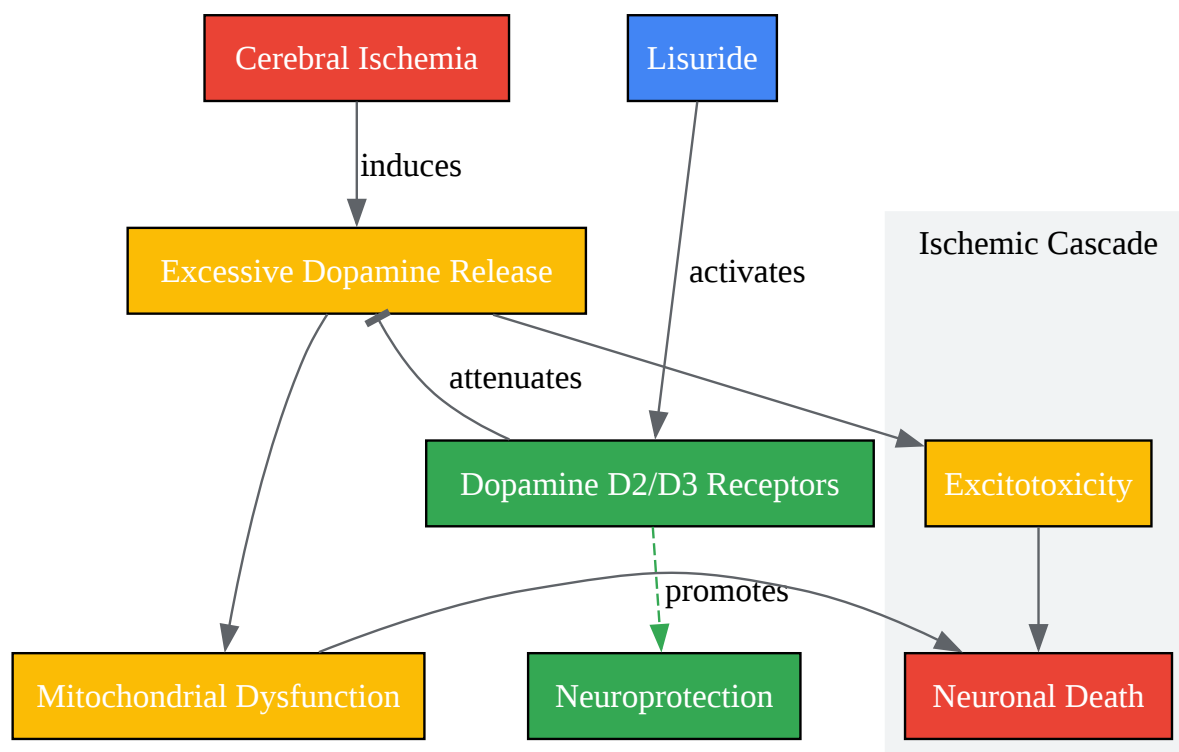 Cerebral Ischemia
Lisuride
induces
Ischemic Cascade
Excessive Dopamine Release
activates
attenuates
Dopamine D2/D3 Receptors
Excitotoxicity
promotes
Mitochondrial Dysfunction
Neuroprotection
Neuronal Death